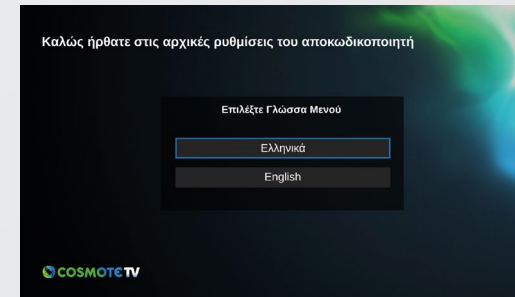 Καλώς ήρθατε στις αρχικές ρυθμίσεις του αποκωδικοποιητή
Επιλέξτε Γλώσσα Μενού
Ελληνικά
English
COSMOTE TV